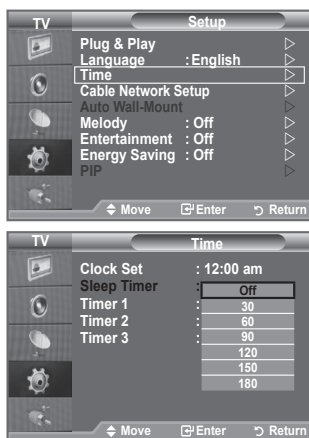 TV Setup
Plug & Play
Language : English
Time
Cable Network Setup
Auto Wall-Mount
Melody : Off
Entertainment : Off
Energy Saving : Off
PIP
Move Enter Return
TV Time
Clock Set : 12:00 am
Sleep Timer : Off
Timer 1 : 30
Timer 2 : 60
Timer 3 : 90
120
150
180
Move Enter Return